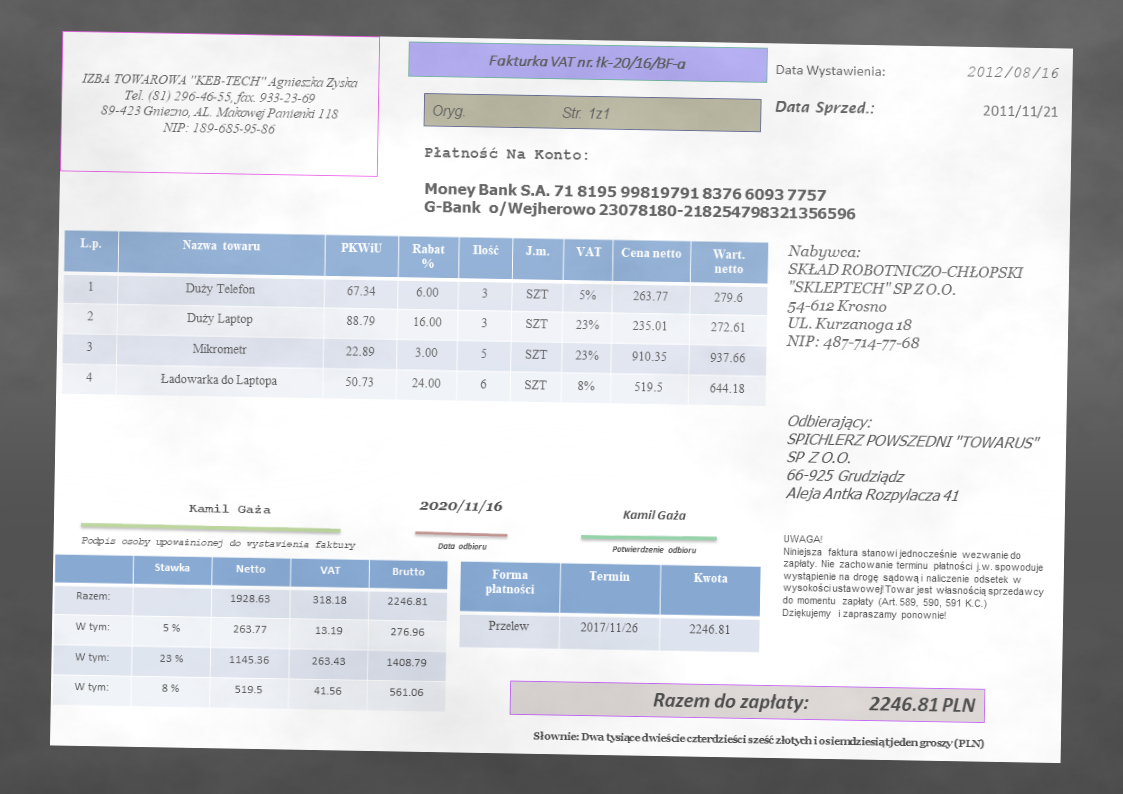 IZBA TOWAROWA "KEB-TECH" Agnieszka Zyska
Tel. (81) 296-46-55, fax. 933-23-69
89-423 Gniezno, AL. Makowej Panienki 118
NIP: 189-685-95-86
Fakturka VAT nr. łk-20/16/BF-a
Oryg. Str. 1z1
Data Wystawienia: 2012/08/16
Data Sprzed.: 2011/11/21
Płatność Na Konto:
Money Bank S.A. 71 8195 99819791 8376 6093 7757
G-Bank o/Wejherowo 23078180-218254798321356596
L.p. Nazwa towaru PKWiU Rabat % Ilość J.m. VAT Cena netto Wart. netto
1 Duży Telefon 67.34 6.00 3 SZT 5% 263.77 279.6
2 Duży Laptop 88.79 16.00 3 SZT 23% 235.01 272.61
3 Mikrometr 22.89 3.00 5 SZT 23% 910.35 937.66
4 Ładowarka do Laptopa 50.73 24.00 6 SZT 8% 519.5 644.18
Nabywca:
SKŁAD ROBOTNICZO-CHŁOPSKI
"SKLEPTECH" SP Z O.O.
54-612 Krosno
UL. Kurzanoga 18
NIP: 487-714-77-68
Odbierający:
SPICHLERZ POWSZEDNI "TOWARUS"
SP Z O.O.
66-925 Grudziądz
Aleja Antka Rozpylacza 41
Kamil Gaża
Podpis osoby upoważnionej do wystawienia faktury
2020/11/16
Data odbioru
Kamil Gaża
Potwierdzenie odbioru
UWAGA!
Niniejsza faktura stanowi jednocześnie wezwanie do
zapłaty. Nie zachowanie terminu płatności j.w. spowoduje
wystąpienie na drogę sądową i naliczenie odsetek w
wysokości ustawowej! Towar jest własnością sprzedawcy
do momentu zapłaty (Art. 589, 590, 591 K.C.)
Dziękujemy i zapraszamy ponownie!
Stawka Netto VAT Brutto
Razem: 1928.63 318.18 2246.81
W tym: 5 % 263.77 13.19 276.96
W tym: 23 % 1145.36 263.43 1408.79
W tym: 8 % 519.5 41.56 561.06
Forma płatności Termin Kwota
Przelew 2017/11/26 2246.81
Razem do zapłaty: 2246.81 PLN
Słownie: Dwa tysiące dwieście czterdzieści sześć złotych i osiemdziesiąt jeden groszy (PLN)